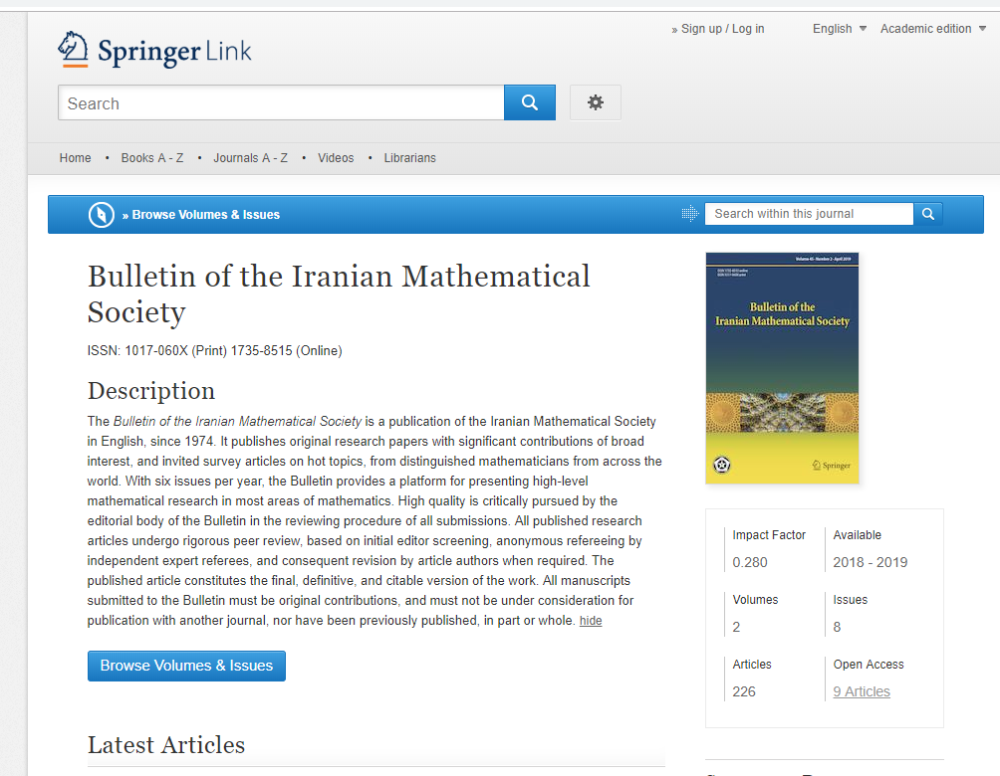 » Sign up / Log in English Academic edition
Springer Link
Search
Home • Books A - Z • Journals A - Z • Videos • Librarians
» Browse Volumes & Issues
Search within this journal
Bulletin of the Iranian Mathematical
Society
ISSN: 1017-060X (Print) 1735-8515 (Online)
Description
The Bulletin of the Iranian Mathematical Society is a publication of the Iranian Mathematical Society
in English, since 1974. It publishes original research papers with significant contributions of broad
interest, and invited survey articles on hot topics, from distinguished mathematicians from across the
world. With six issues per year, the Bulletin provides a platform for presenting high-level
mathematical research in most areas of mathematics. High quality is critically pursued by the
editorial body of the Bulletin in the reviewing procedure of all submissions. All published research
articles undergo rigorous peer review, based on initial editor screening, anonymous refereeing by
independent expert referees, and consequent revision by article authors when required. The
published article constitutes the final, definitive, and citable version of the work. All manuscripts
submitted to the Bulletin must be original contributions, and must not be under consideration for
publication with another journal, nor have been previously published, in part or whole. hide
Browse Volumes & Issues
Latest Articles
Volume 45 • Number 2 • April 2019
Bulletin of the
Iranian Mathematical Society
Springer
Impact Factor
0.280
Available
2018 - 2019
Volumes
2
Issues
8
Articles
226
Open Access
9 Articles